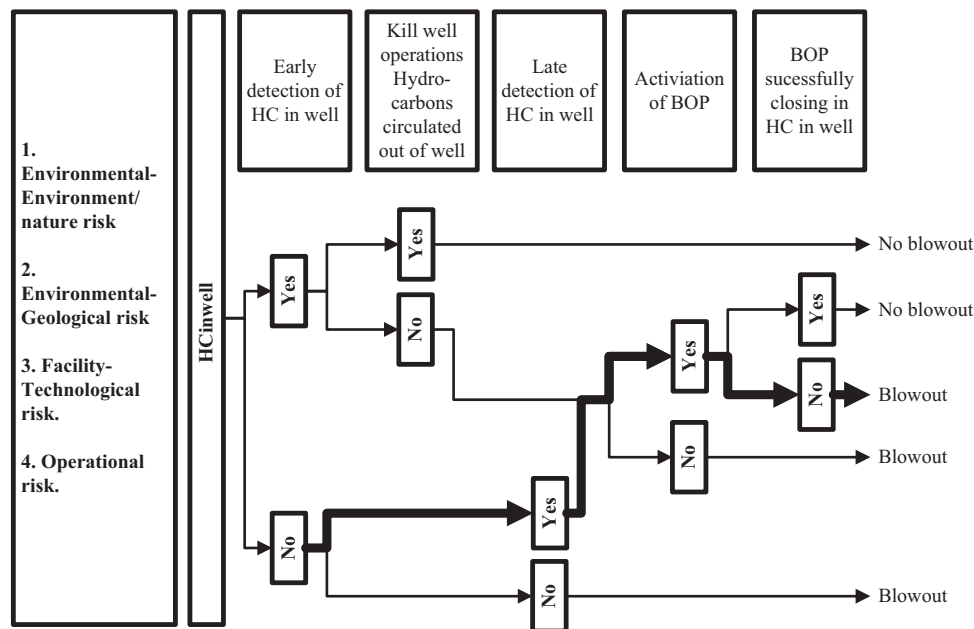 1.
Environmental-
Environment/
nature risk
2.
Environmental-
Geological risk
3. Facility-
Technological
risk.
4. Operational
risk.
HCinwell
Early
detection of
HC in well
Kill well
operations
Hydro-
carbons
circulated
out of well
Late
detection of
HC in well
Activiation
of BOP
BOP
sucessfully
closing in
HC in well
Yes
Yes
No blowout
No
Yes
Yes
No blowout
No
Blowout
No
Blowout
No
Yes
No
Blowout